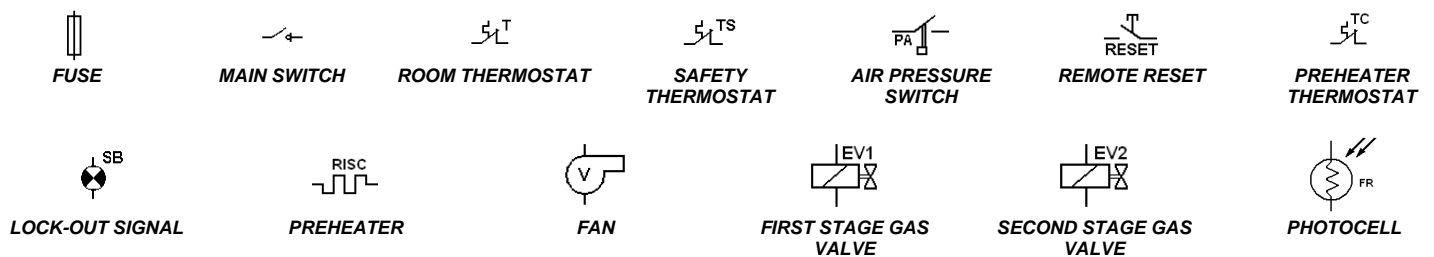 T
TS
PA
RESET
TC
FUSE
MAIN SWITCH
ROOM THERMOSTAT
SAFETY
THERMOSTAT
AIR PRESSURE
SWITCH
REMOTE RESET
PREHEATER
THERMOSTAT
SB
RISC
V
EV1
EV2
FR
LOCK-OUT SIGNAL
PREHEATER
FAN
FIRST STAGE GAS
VALVE
SECOND STAGE GAS
VALVE
PHOTOCELL